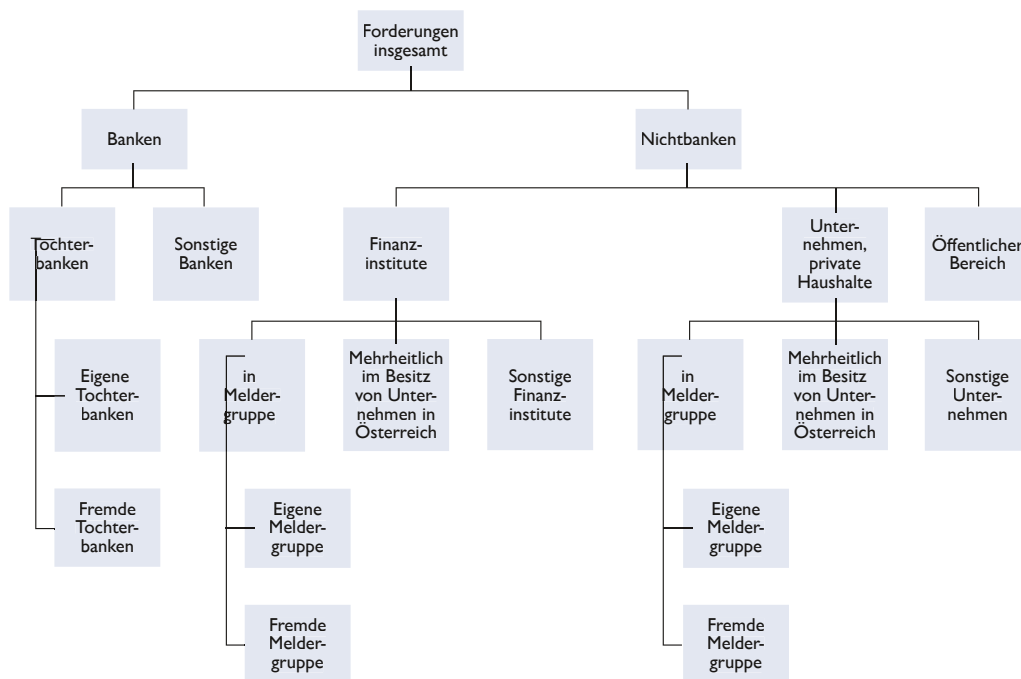 Forderungen
insgesamt
Banken
Nichtbanken
Tochter-
banken
Sonstige
Banken
Finanz-
institute
Unter-
nehmen,
private
Haushalte
Öffentlicher
Bereich
Eigene
Tochter-
banken
in
Melder-
gruppe
Mehrheitlich
im Besitz
von Unter-
nehmen in
Österreich
Sonstige
Finanz-
institute
in
Melder-
gruppe
Mehrheitlich
im Besitz
von Unter-
nehmen in
Österreich
Sonstige
Unter-
nehmen
Fremde
Tochter-
banken
Eigene
Melder-
gruppe
Eigene
Melder-
gruppe
Fremde
Melder-
gruppe
Fremde
Melder-
gruppe